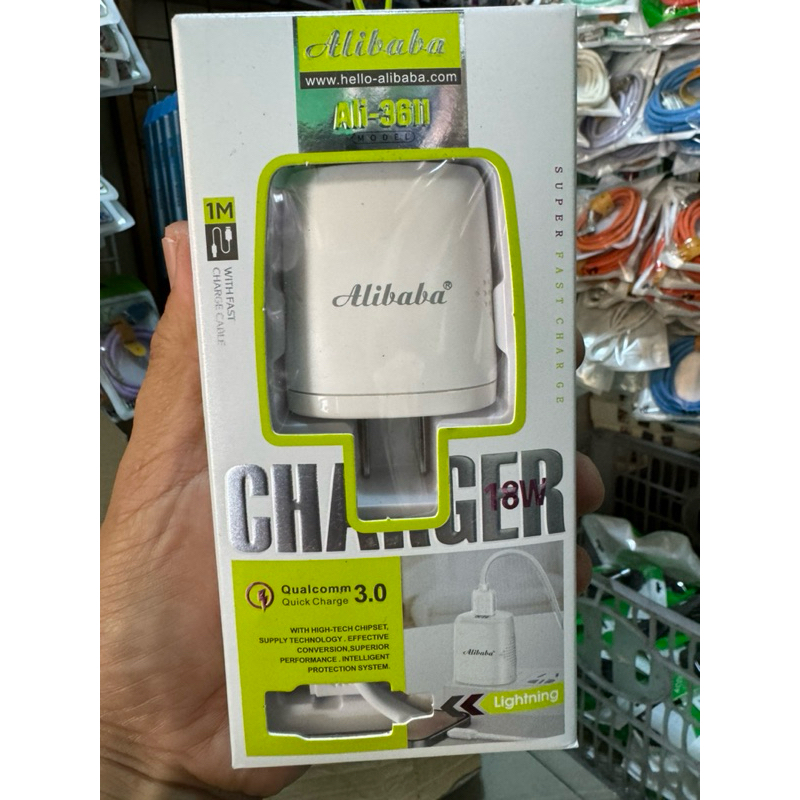 Alibaba
www.hello-alibaba.com
Ali-3611
MODEL
1M
WITH FAST
CHARGE CABLE
SUPER FAST CHARGE
Alibaba®
CHARGER
18W
Qualcomm
Quick Charge 3.0
WITH HIGH-TECH CHIPSET,
SUPPLY TECHNOLOGY . EFFECTIVE
CONVERSION,SUPERIOR
PERFORMANCE . INTELLIGENT
PROTECTION SYSTEM.
Alibaba
Lightning